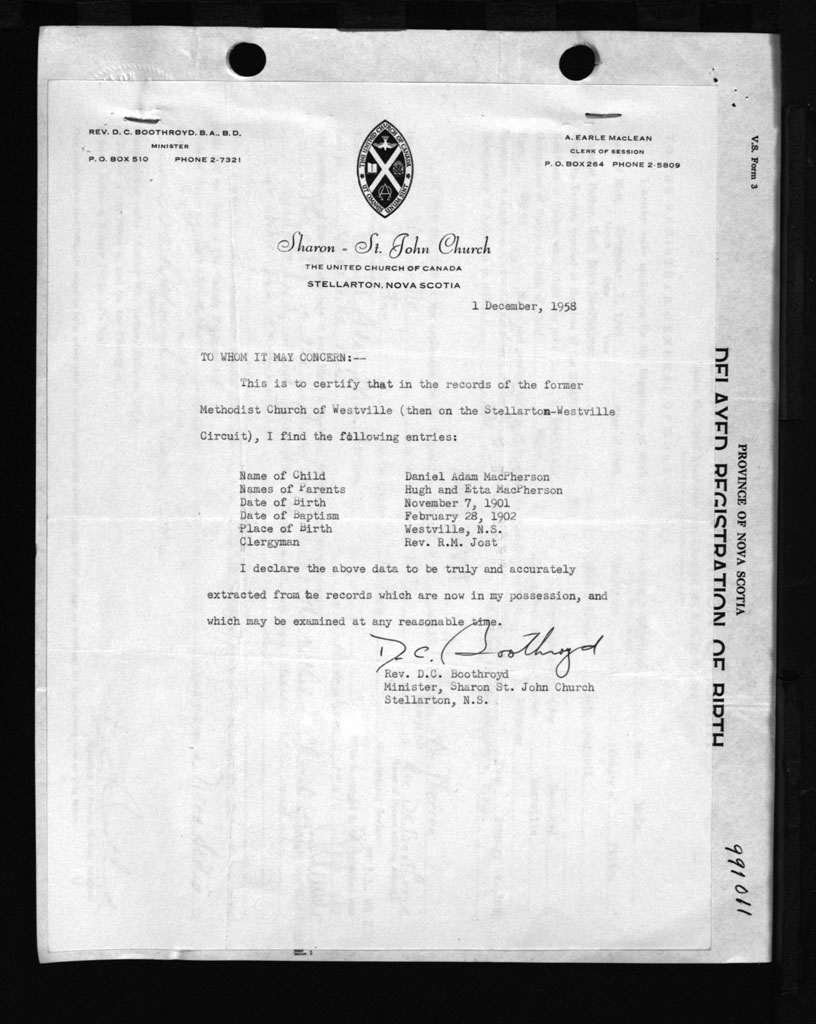 REV. D. C. BOOTHROYD, B.A., B.D.
MINISTER
P. O. BOX 510 PHONE 2-7321
A. EARLE MacLEAN
CLERK OF SESSION
P. O. BOX 264 PHONE 2-5809
THE UNITED CHURCH OF CANADA
Sharon - St. John Church
THE UNITED CHURCH OF CANADA
STELLARTON, NOVA SCOTIA
1 December, 1958
TO WHOM IT MAY CONCERN:--
This is to certify that in the records of the former
Methodist Church of Westville (then on the Stellarton-Westville
Circuit), I find the following entries:
Name of Child Daniel Adam MacPherson
Names of Parents Hugh and Etta MacPherson
Date of Birth November 7, 1901
Date of Baptism February 28, 1902
Place of Birth Westville, N.S.
Clergyman Rev. R.M. Jost
I declare the above data to be truly and accurately
extracted from he records which are now in my possession, and
which may be examined at any reasonable time.
D. C. Boothroyd
Rev. D.C. Boothroyd
Minister, Sharon St. John Church
Stellarton, N.S.
V.S. Form 3
PROVINCE OF NOVA SCOTIA
DELAYED REGISTRATION OF BIRTH
991011